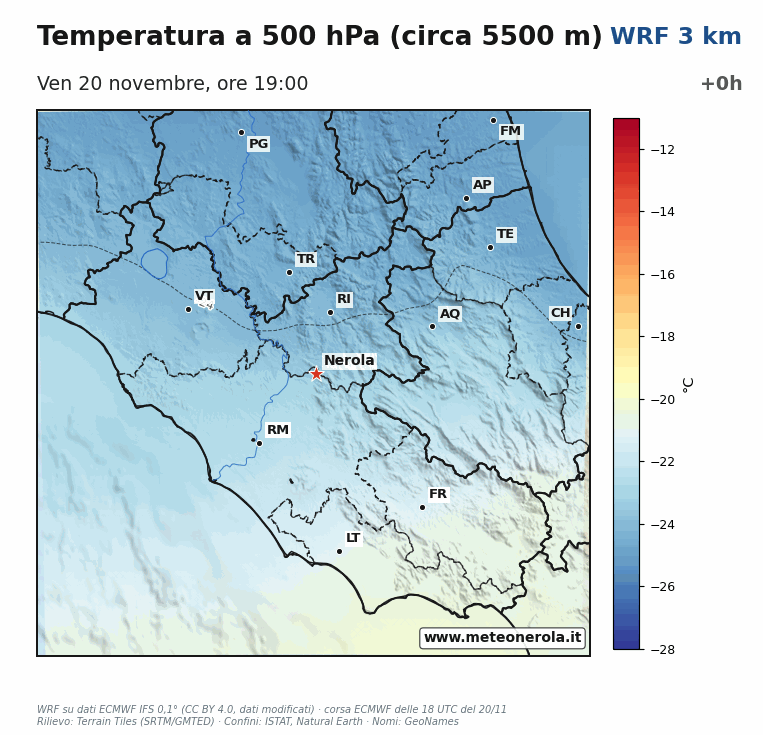 Temperatura a 500 hPa (circa 5500 m) WRF 3 km
Ven 20 novembre, ore 19:00
+0h
FM
PG
AP
TE
TR
VT
RI
AQ
CH
Nerola
RM
FR
LT
www.meteonerola.it
−12
−14
−16
−18
−20
−22
−24
−26
−28
°C
WRF su dati ECMWF IFS 0,1° (CC BY 4.0, dati modificati) · corsa ECMWF delle 18 UTC del 20/11
Rilievo: Terrain Tiles (SRTM/GMTED) · Confini: ISTAT, Natural Earth · Nomi: GeoNames